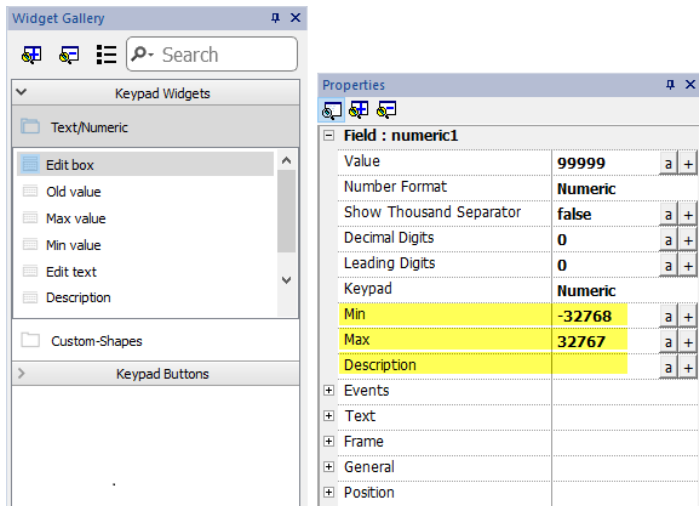 Widget Gallery
Search
Keypad Widgets
Text/Numeric
Edit box
Old value
Max value
Min value
Edit text
Description
Custom-Shapes
Keypad Buttons
Properties
Field : numeric1
Value 99999 a +
Number Format Numeric
Show Thousand Separator false a +
Decimal Digits 0 a +
Leading Digits 0 a +
Keypad Numeric
Min -32768 a +
Max 32767 a +
Description a +
Events
Text
Frame
General
Position